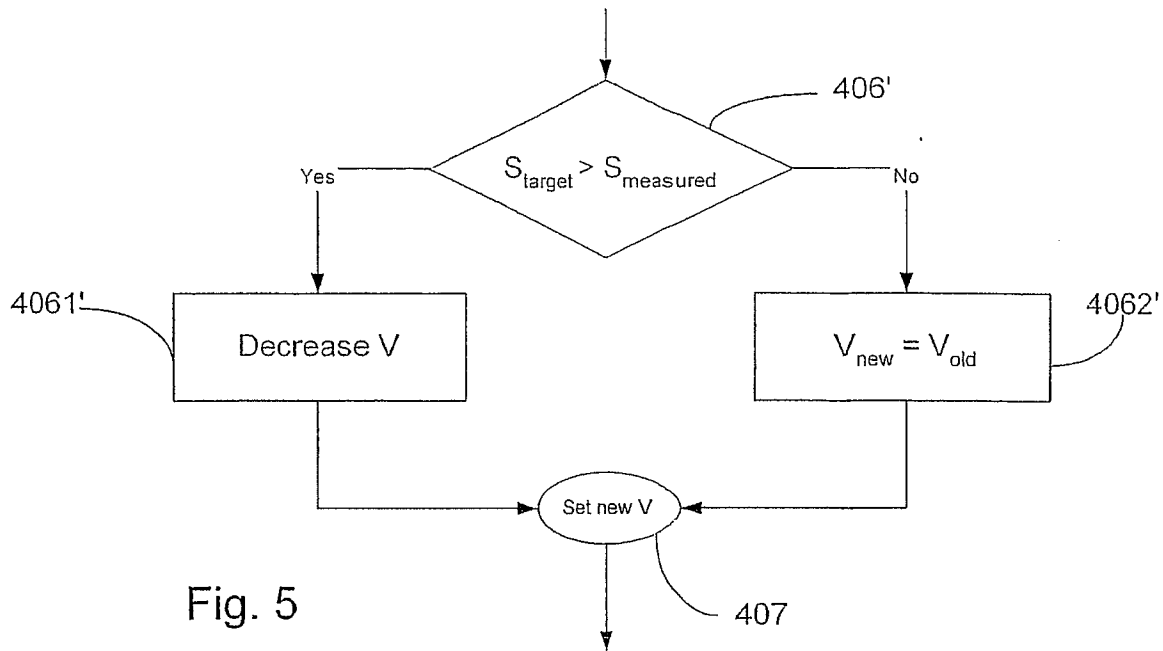 406'
S_target > S_measured
Yes
No
4061'
Decrease V
4062'
V_new = V_old
Set new V
407
Fig. 5